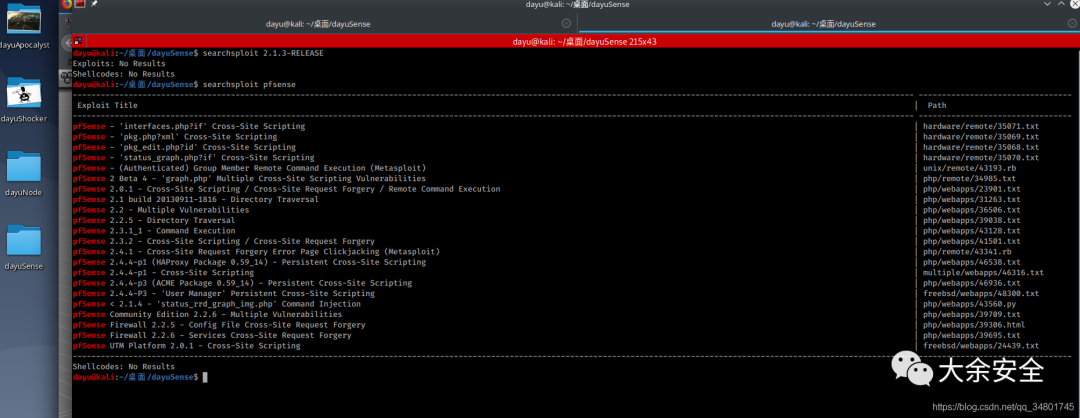 dayu@kali: ~/桌面/dayuSense
dayu@kali: ~/桌面/dayuSense
dayu@kali: ~/桌面/dayuSense
dayu@kali: ~/桌面/dayuSense 215x43
dayuApocalyst
dayuShocker
dayuNode
dayuSense
dayu@kali:~/桌面/dayuSense$ searchsploit 2.1.3-RELEASE
Exploits: No Results
Shellcodes: No Results
dayu@kali:~/桌面/dayuSense$ searchsploit pfsense
Exploit Title | Path
pfSense - 'interfaces.php?if' Cross-Site Scripting | hardware/remote/35071.txt
pfSense - 'pkg.php?xml' Cross-Site Scripting | hardware/remote/35069.txt
pfSense - 'pkg_edit.php?id' Cross-Site Scripting | hardware/remote/35068.txt
pfSense - 'status_graph.php?if' Cross-Site Scripting | hardware/remote/35070.txt
pfSense - (Authenticated) Group Member Remote Command Execution (Metasploit) | unix/remote/43193.rb
pfSense 2 Beta 4 - 'graph.php' Multiple Cross-Site Scripting Vulnerabilities | php/remote/34985.txt
pfSense 2.0.1 - Cross-Site Scripting / Cross-Site Request Forgery / Remote Command Execution | php/webapps/23901.txt
pfSense 2.1 build 20130911-1816 - Directory Traversal | php/webapps/31263.txt
pfSense 2.2 - Multiple Vulnerabilities | php/webapps/36506.txt
pfSense 2.2.5 - Directory Traversal | php/webapps/39038.txt
pfSense 2.3.1_1 - Command Execution | php/webapps/43128.txt
pfSense 2.3.2 - Cross-Site Scripting / Cross-Site Request Forgery | php/webapps/41501.txt
pfSense 2.4.1 - Cross-Site Request Forgery Error Page Clickjacking (Metasploit) | php/remote/43341.rb
pfSense 2.4.4-p1 (HAProxy Package 0.59_14) - Persistent Cross-Site Scripting | php/webapps/46538.txt
pfSense 2.4.4-p1 - Cross-Site Scripting | multiple/webapps/46316.txt
pfSense 2.4.4-p3 (ACME Package 0.59_14) - Persistent Cross-Site Scripting | php/webapps/46936.txt
pfSense 2.4.4-P3 - 'User Manager' Persistent Cross-Site Scripting | freebsd/webapps/48300.txt
pfSense < 2.1.4 - 'status_rrd_graph_img.php' Command Injection | php/webapps/43560.py
pfSense Community Edition 2.2.6 - Multiple Vulnerabilities | php/webapps/39709.txt
pfSense Firewall 2.2.5 - Config File Cross-Site Request Forgery | php/webapps/39306.html
pfSense Firewall 2.2.6 - Services Cross-Site Request Forgery | php/webapps/39695.txt
pfSense UTM Platform 2.0.1 - Cross-Site Scripting | freebsd/webapps/24439.txt
Shellcodes: No Results
dayu@kali:~/桌面/dayuSense$
大余安全
https://blog.csdn.net/qq_34801745